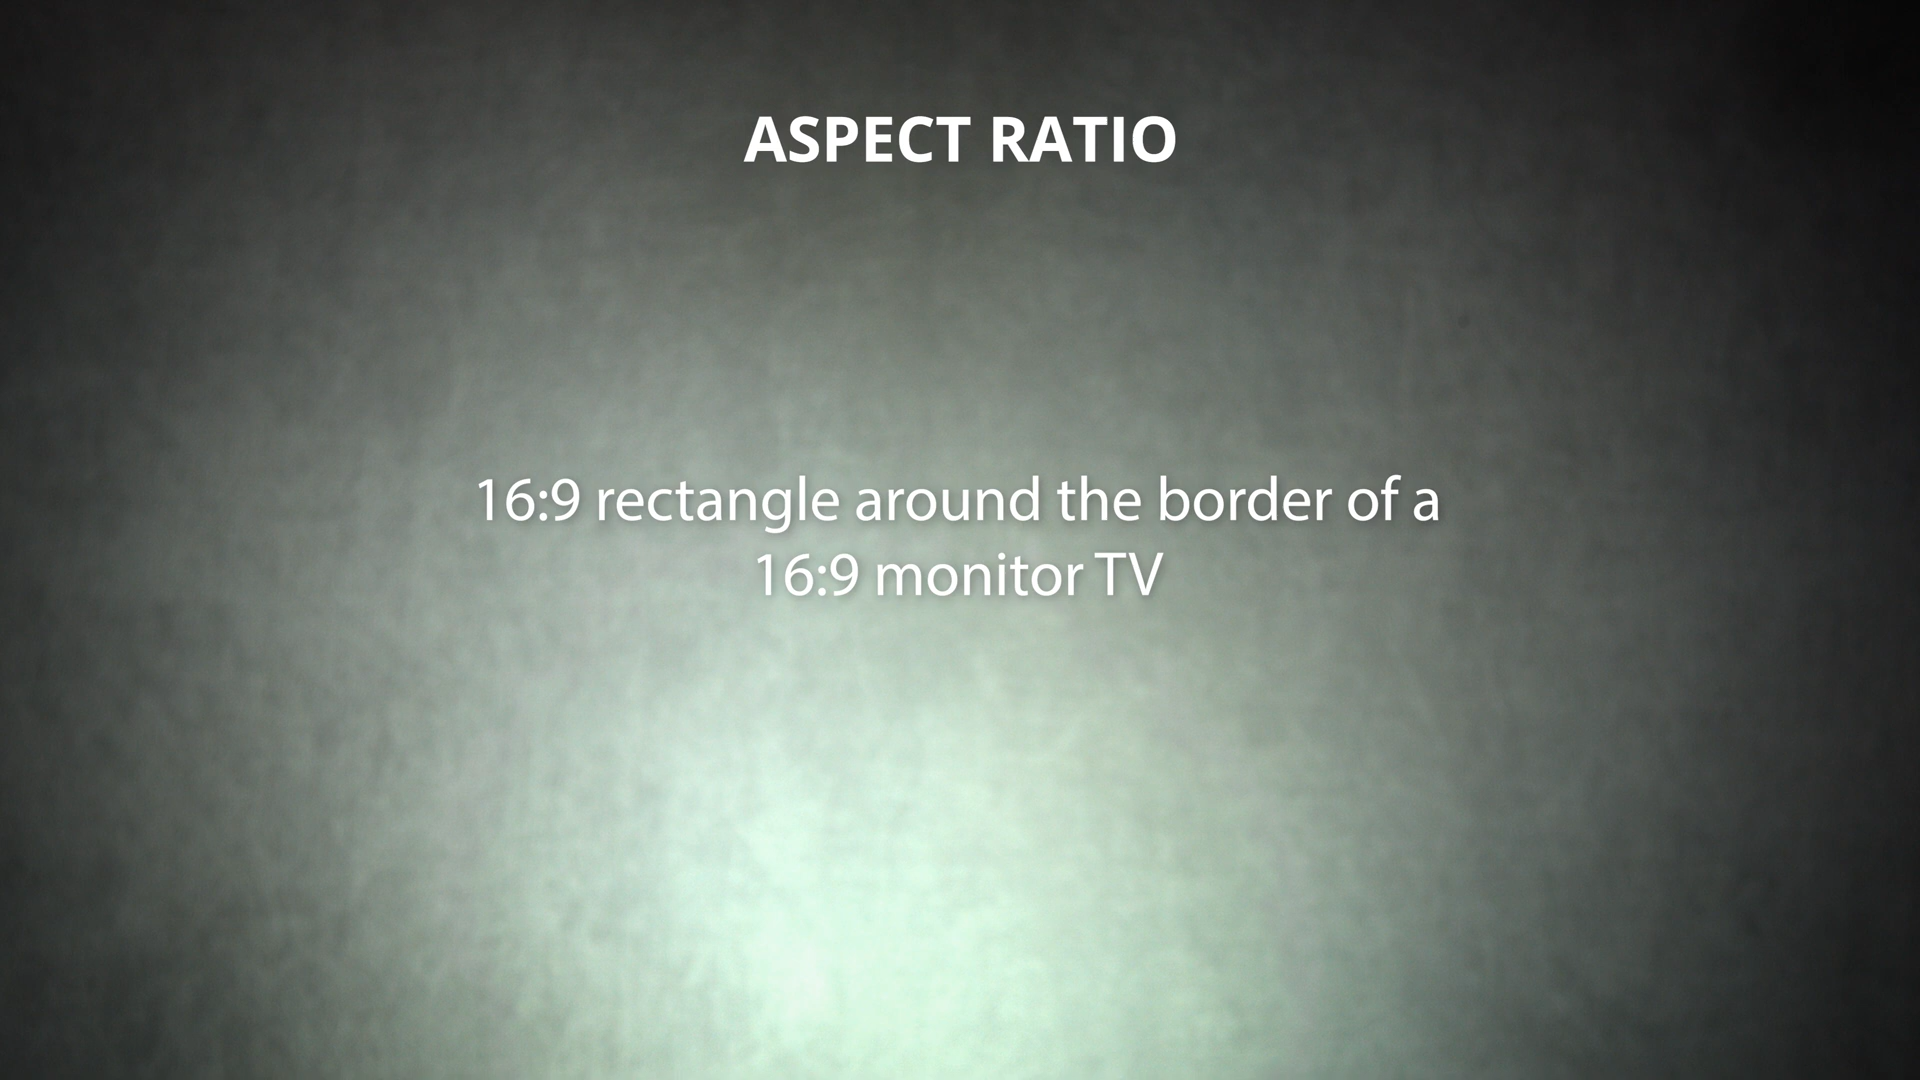 ASPECT RATIO
16:9 rectangle around the border of a
16:9 monitor TV